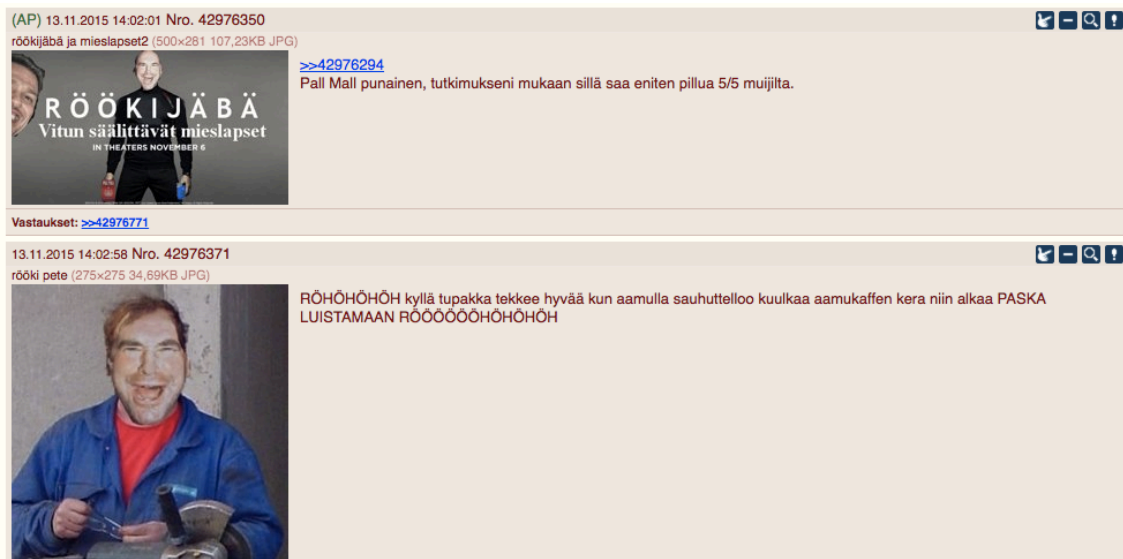 (AP) 13.11.2015 14:02:01 Nro. 42976350
röökijäbä ja mieslapset2 (500×281 107,23KB JPG)
RÖÖKIJÄBÄ
Vitun säälittävät mieslapset
IN THEATERS NOVEMBER 6
>>42976294
Pall Mall punainen, tutkimukseni mukaan sillä saa eniten pillua 5/5 muijilta.
Vastaukset: >>42976771
13.11.2015 14:02:58 Nro. 42976371
rööki pete (275×275 34,69KB JPG)
RÖHÖHÖHÖH kyllä tupakka tekkee hyvää kun aamulla sauhuttelloo kuulkaa aamukaffen kera niin alkaa PASKA
LUISTAMAAN RÖÖÖÖÖÖHÖHÖHÖH